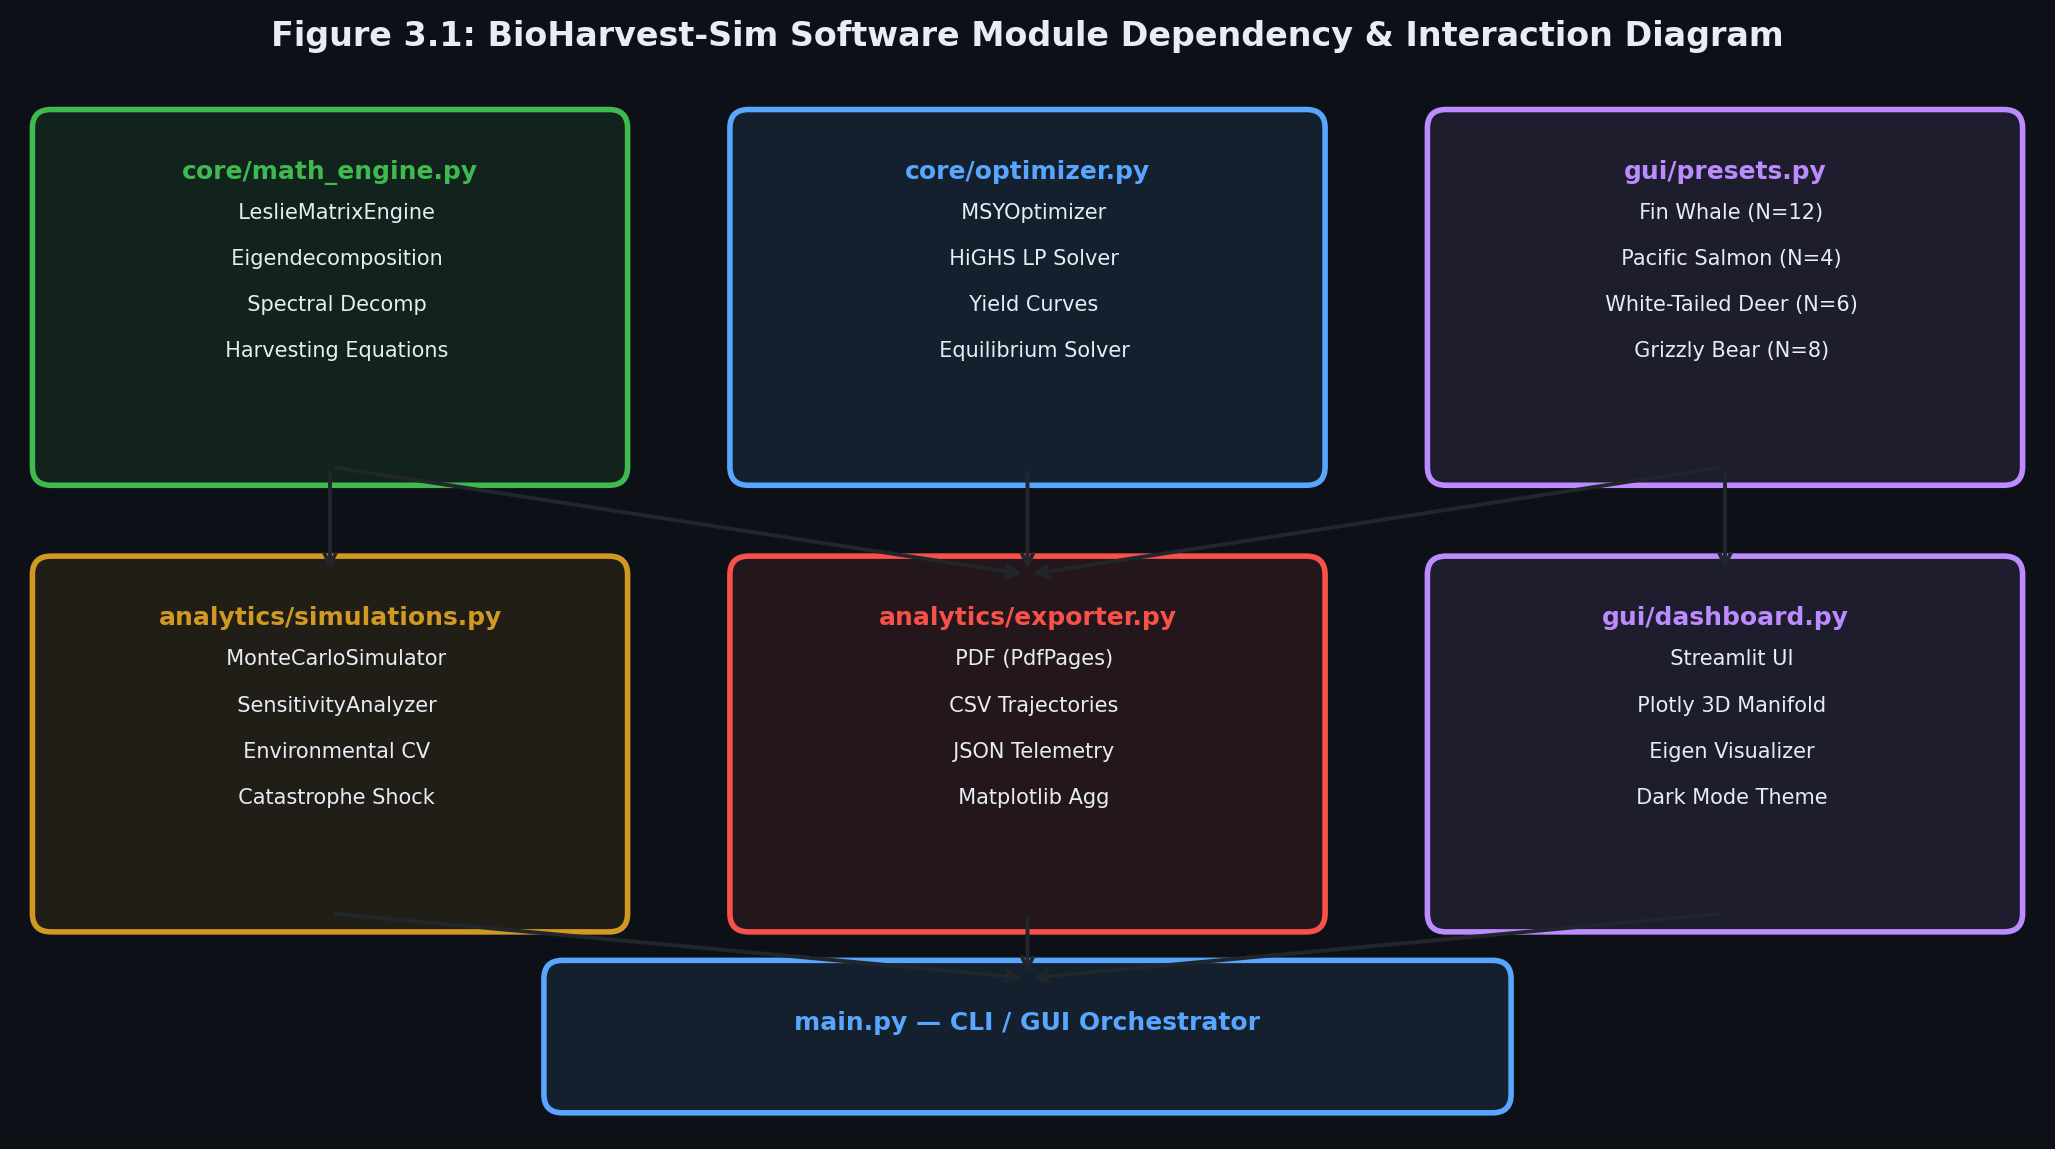 Figure 3.1: BioHarvest-Sim Software Module Dependency & Interaction Diagram
core/math_engine.py
LeslieMatrixEngine
Eigendecomposition
Spectral Decomp
Harvesting Equations
core/optimizer.py
MSYOptimizer
HiGHS LP Solver
Yield Curves
Equilibrium Solver
gui/presets.py
Fin Whale (N=12)
Pacific Salmon (N=4)
White-Tailed Deer (N=6)
Grizzly Bear (N=8)
analytics/simulations.py
MonteCarloSimulator
SensitivityAnalyzer
Environmental CV
Catastrophe Shock
analytics/exporter.py
PDF (PdfPages)
CSV Trajectories
JSON Telemetry
Matplotlib Agg
gui/dashboard.py
Streamlit UI
Plotly 3D Manifold
Eigen Visualizer
Dark Mode Theme
main.py — CLI / GUI Orchestrator